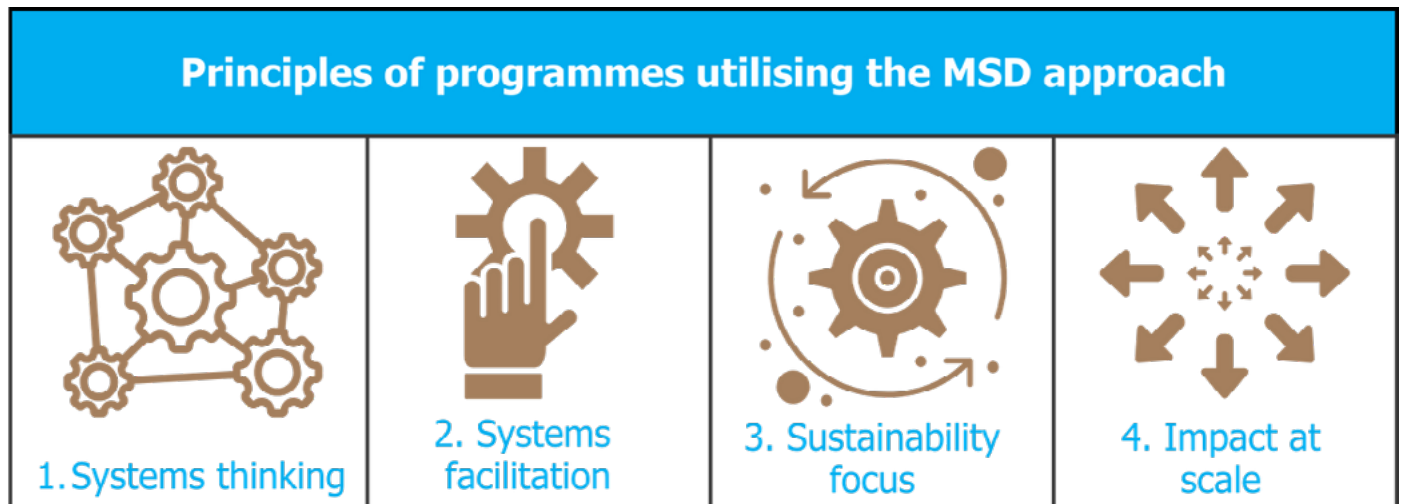 Principles of programmes utilising the MSD approach
1. Systems thinking
2. Systems
facilitation
3. Sustainability
focus
4. Impact at
scale